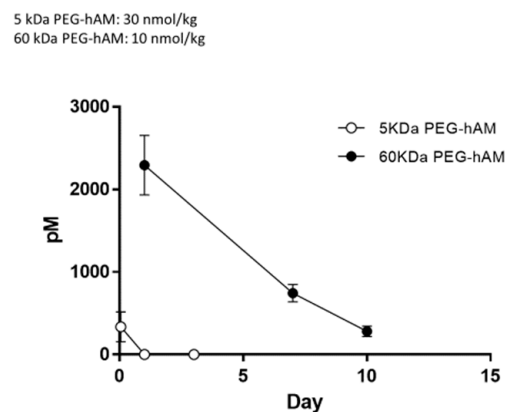 5 kDa PEG-hAM: 30 nmol/kg
60 kDa PEG-hAM: 10 nmol/kg
3000
2000
1000
0
pM
0 5 10 15
Day
5KDa PEG-hAM
60KDa PEG-hAM